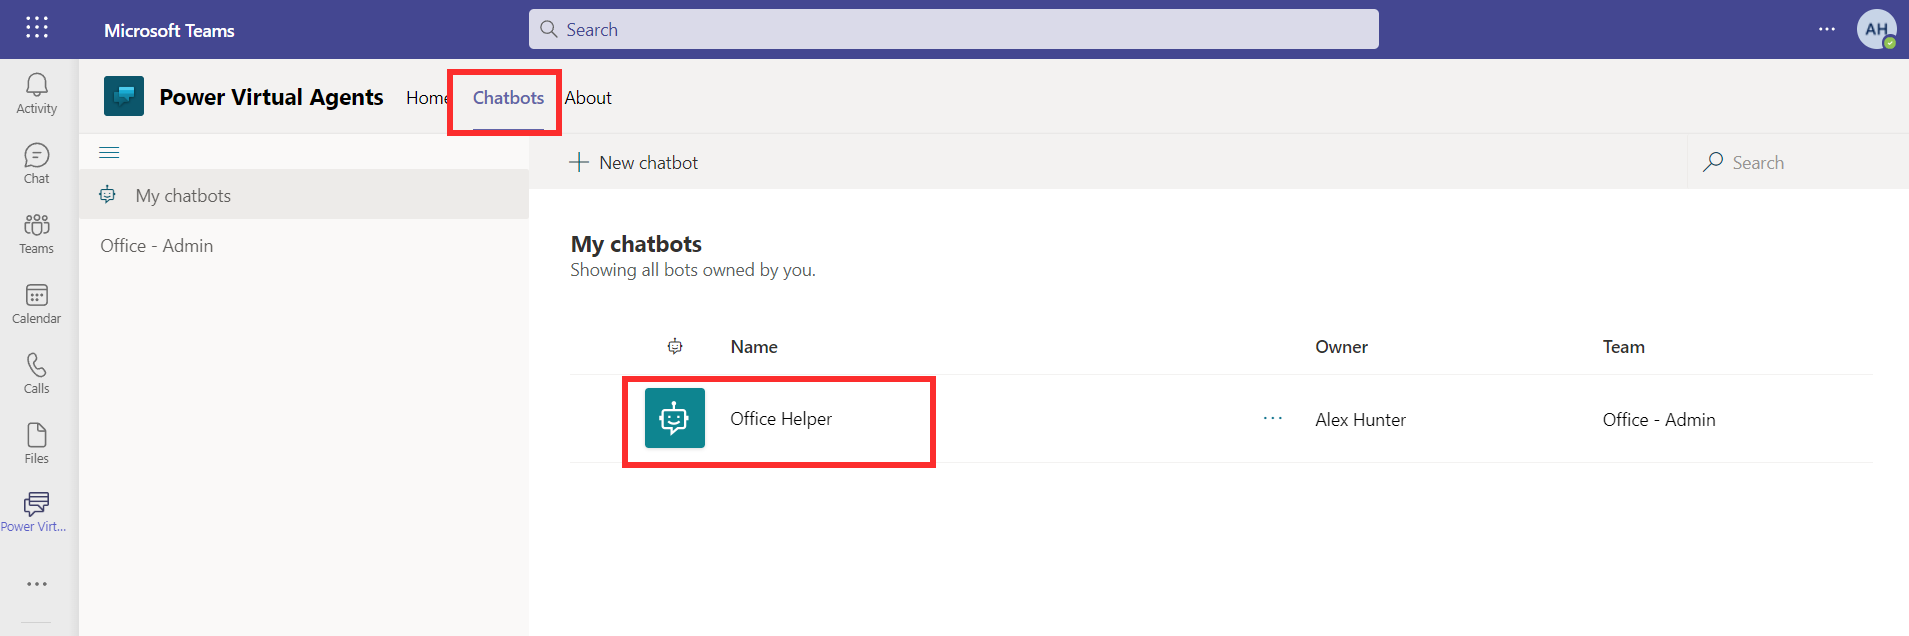 Microsoft Teams
Search
AH
Activity
Chat
Teams
Calendar
Calls
Files
Power Virt...
Power Virtual Agents
Home
Chatbots
About
My chatbots
Office - Admin
New chatbot
Search
My chatbots
Showing all bots owned by you.
Name Owner Team
Office Helper Alex Hunter Office - Admin